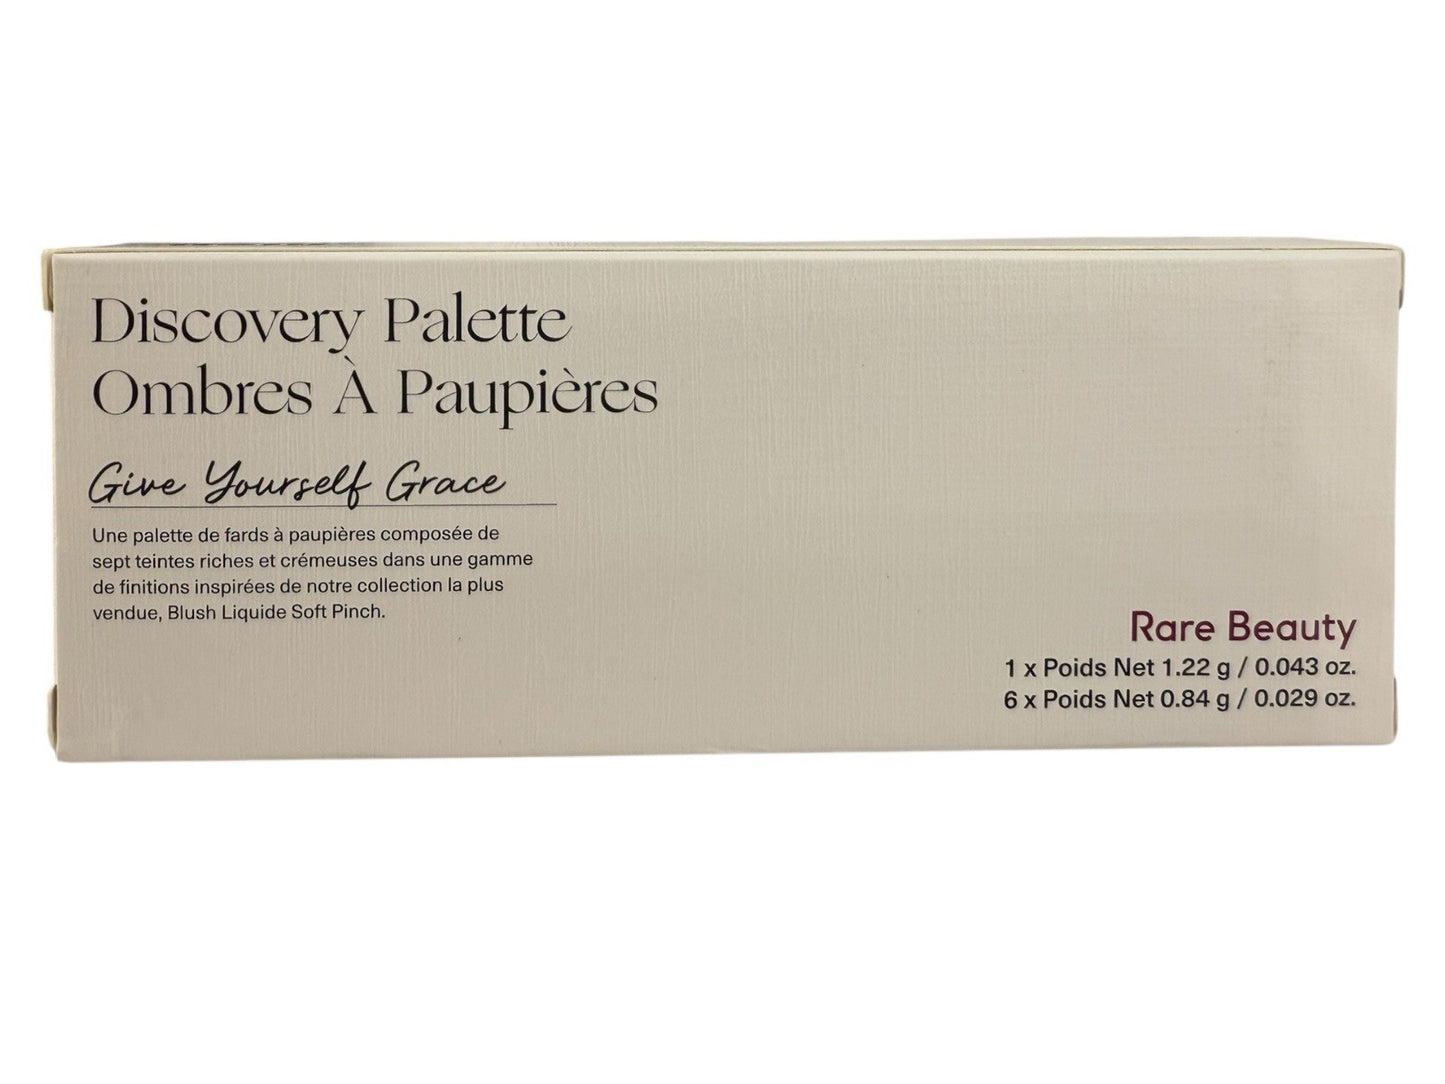 Discovery Palette
Ombres À Paupières
Give Yourself Grace
Une palette de fards à paupières composée de
sept teintes riches et crémeuses dans une gamme
de finitions inspirées de notre collection la plus
vendue, Blush Liquide Soft Pinch.
Rare Beauty
1 x Poids Net 1.22 g / 0.043 oz.
6 x Poids Net 0.84 g / 0.029 oz.